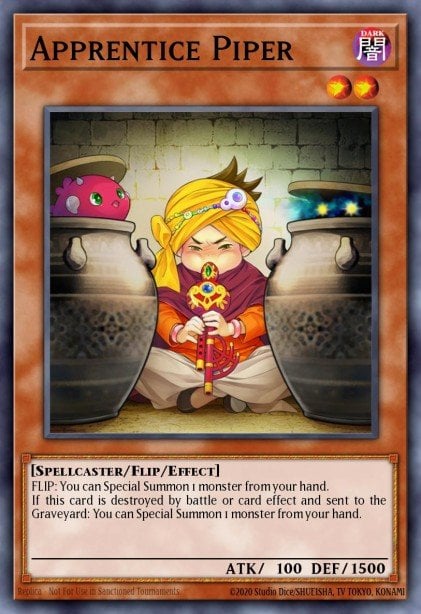 Apprentice Piper
DARK
闇
[Spellcaster/Flip/Effect]
FLIP: You can Special Summon 1 monster from your hand.
If this card is destroyed by battle or card effect and sent to the
Graveyard: You can Special Summon 1 monster from your hand.
ATK/ 100 DEF/1500
Replica - Not For Use in Sanctioned Tournaments
©2020 Studio Dice/SHUEISHA, TV TOKYO, KONAMI